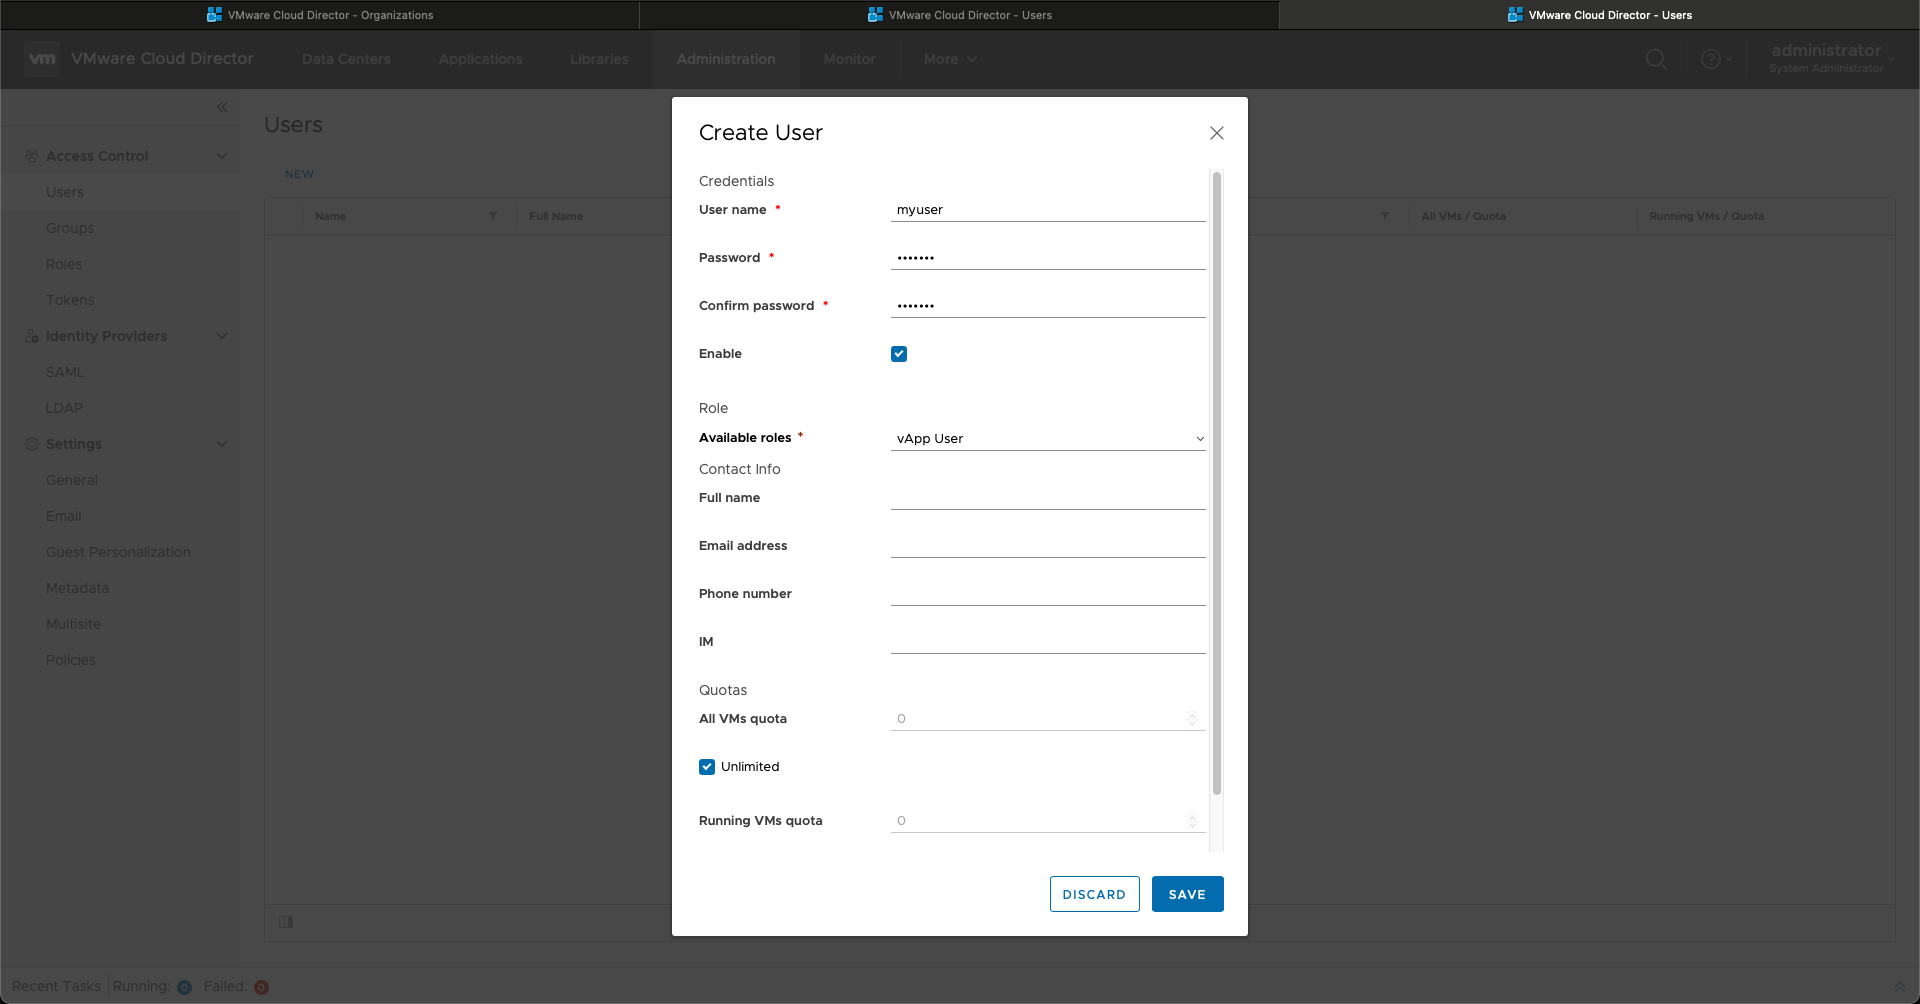 VMware Cloud Director - Organizations
VMware Cloud Director - Users
VMware Cloud Director - Users
vm VMware Cloud Director Data Centers Applications Libraries Administration Monitor More
administrator
System Administrator
Users
Access Control
Users
Groups
Roles
Tokens
Identity Providers
SAML
LDAP
Settings
General
Email
Guest Personalization
Metadata
Multisite
Policies
NEW
Name Full Name All VMs / Quota Running VMs / Quota
Create User
Credentials
User name * myuser
Password * •••••••
Confirm password * •••••••
Enable
Role
Available roles * vApp User
Contact Info
Full name
Email address
Phone number
IM
Quotas
All VMs quota 0
Unlimited
Running VMs quota 0
DISCARD SAVE
Recent Tasks Running: 0 Failed: 0